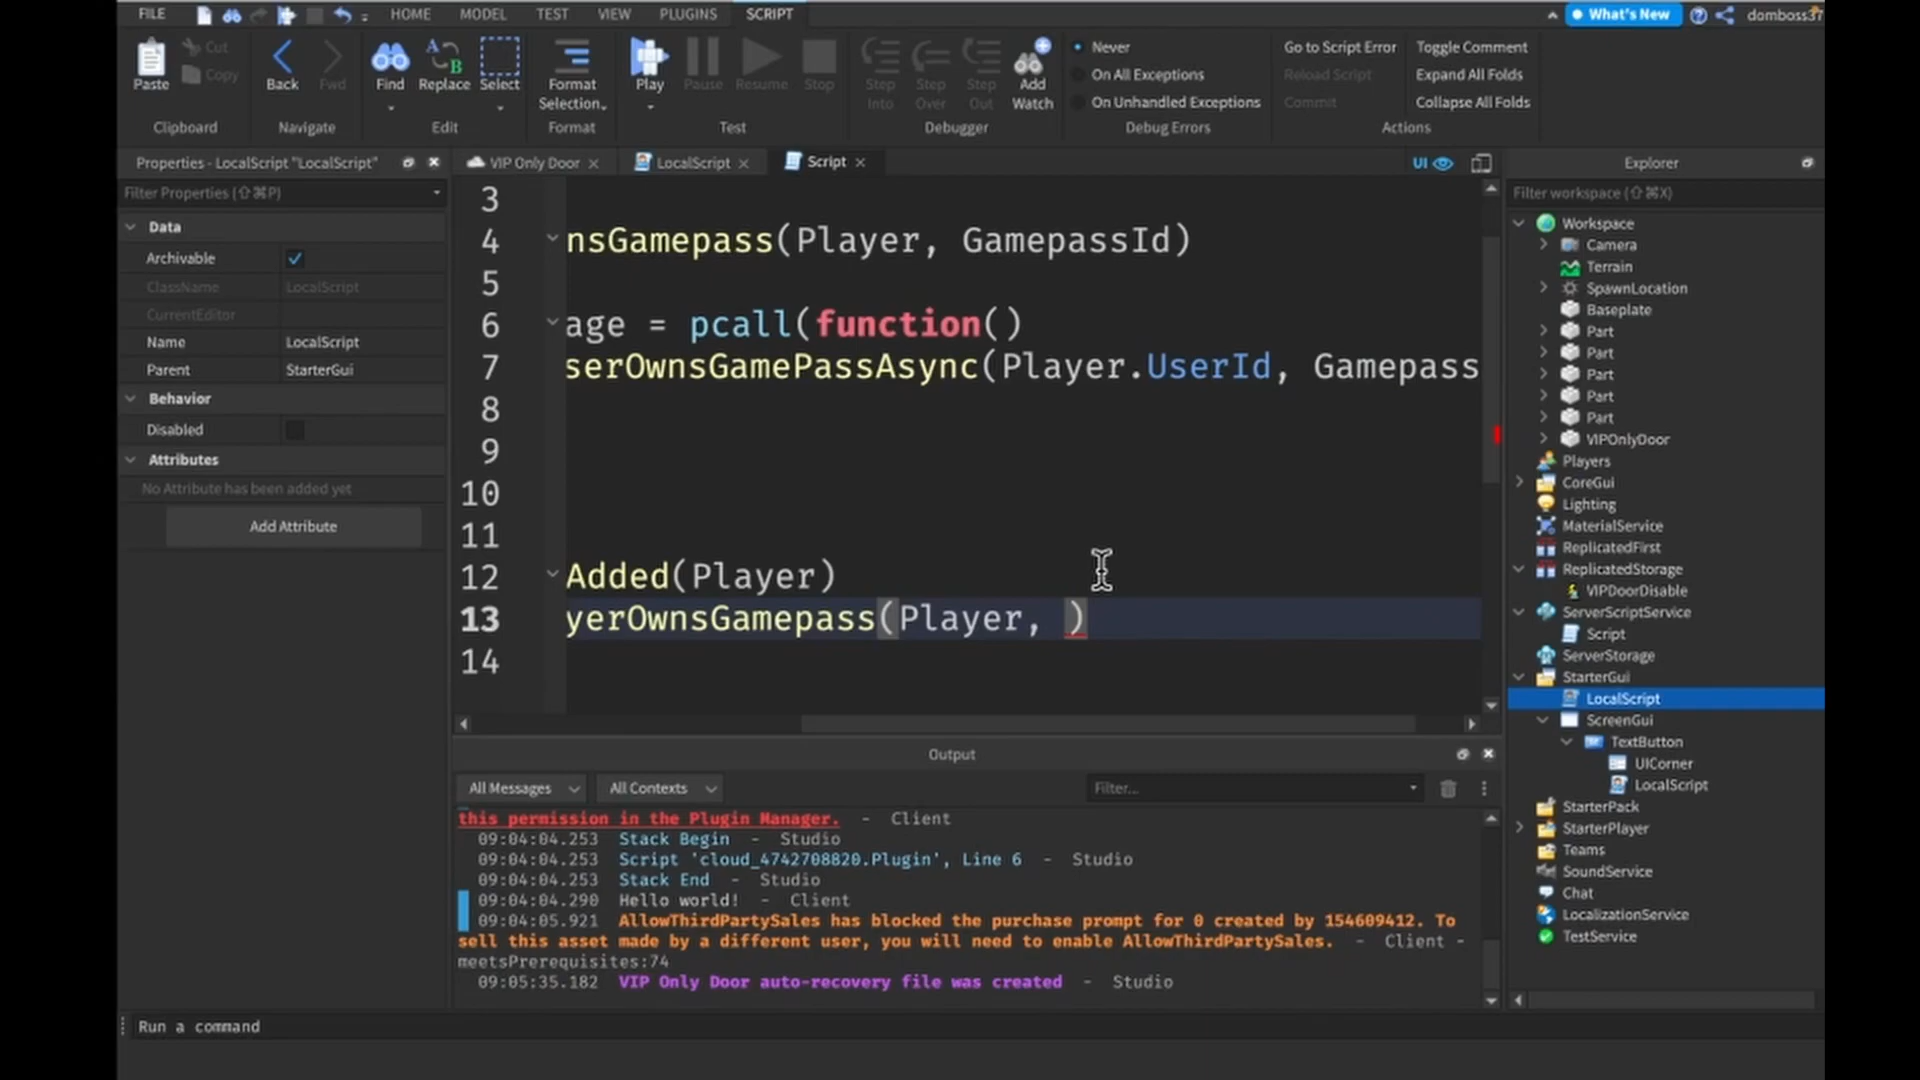 FILE HOME MODEL TEST VIEW PLUGINS SCRIPT What's New
Paste Cut Copy Clipboard
Back Fwd Navigate
Find Replace Select Edit
Format Selection Format
Play Pause Resume Stop Test
Step Into Step Over Step Out Add Watch Debugger
Never
On All Exceptions
On Unhandled Exceptions
Debug Errors
Go to Script Error
Reload Script
Commit
Toggle Comment
Expand All Folds
Collapse All Folds
Actions
Properties - LocalScript "LocalScript"
Filter Properties (⇧⌘P)
Data
Archivable
ClassName LocalScript
CurrentEditor
Name LocalScript
Parent StarterGui
Behavior
Disabled
Attributes
No Attribute has been added yet
Add Attribute
VIP Only Door LocalScript Script UI
3
4 nsGamepass(Player, GamepassId)
5
6 age = pcall(function()
7 serOwnsGamePassAsync(Player.UserId, Gamepass
8
9
10
11
12 Added(Player)
13 yerOwnsGamepass(Player, )
14
Output
All Messages All Contexts Filter...
this permission in the Plugin Manager. - Client
09:04:04.253 Stack Begin - Studio
09:04:04.253 Script 'cloud_4742708820.Plugin', Line 6 - Studio
09:04:04.253 Stack End - Studio
09:04:04.290 Hello world! - Client
09:04:05.921 AllowThirdPartySales has blocked the purchase prompt for 0 created by 154609412. To
sell this asset made by a different user, you will need to enable AllowThirdPartySales. - Client -
meetsPrerequisites:74
09:05:35.182 VIP Only Door auto-recovery file was created - Studio
Run a command
Explorer
Filter workspace (⇧⌘X)
Workspace
Camera
Terrain
SpawnLocation
Baseplate
Part
Part
Part
Part
Part
VIPOnlyDoor
Players
CoreGui
Lighting
MaterialService
ReplicatedFirst
ReplicatedStorage
VIPDoorDisable
ServerScriptService
Script
ServerStorage
StarterGui
LocalScript
ScreenGui
TextButton
UICorner
LocalScript
StarterPack
StarterPlayer
Teams
SoundService
Chat
LocalizationService
TestService